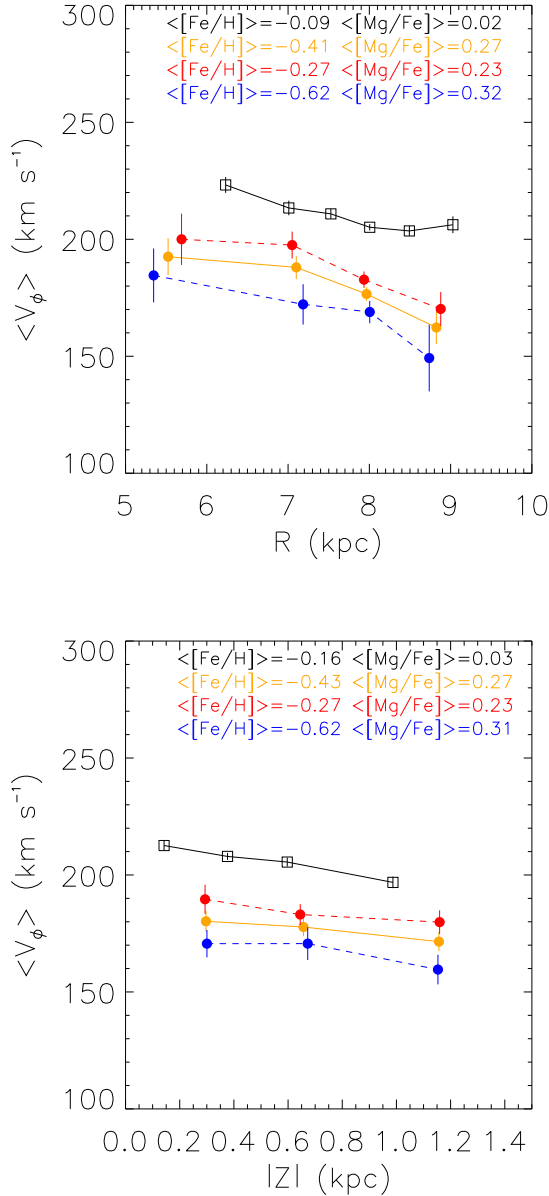 300
<[Fe/H]>=−0.09 <[Mg/Fe]>=0.02
<[Fe/H]>=−0.41 <[Mg/Fe]>=0.27
<[Fe/H]>=−0.27 <[Mg/Fe]>=0.23
<[Fe/H]>=−0.62 <[Mg/Fe]>=0.32
250
200
150
100
<Vϕ> (km s⁻¹)
5 6 7 8 9 10
R (kpc)
300
<[Fe/H]>=−0.16 <[Mg/Fe]>=0.03
<[Fe/H]>=−0.43 <[Mg/Fe]>=0.27
<[Fe/H]>=−0.27 <[Mg/Fe]>=0.23
<[Fe/H]>=−0.62 <[Mg/Fe]>=0.31
250
200
150
100
<Vϕ> (km s⁻¹)
0.0 0.2 0.4 0.6 0.8 1.0 1.2 1.4
|Z| (kpc)